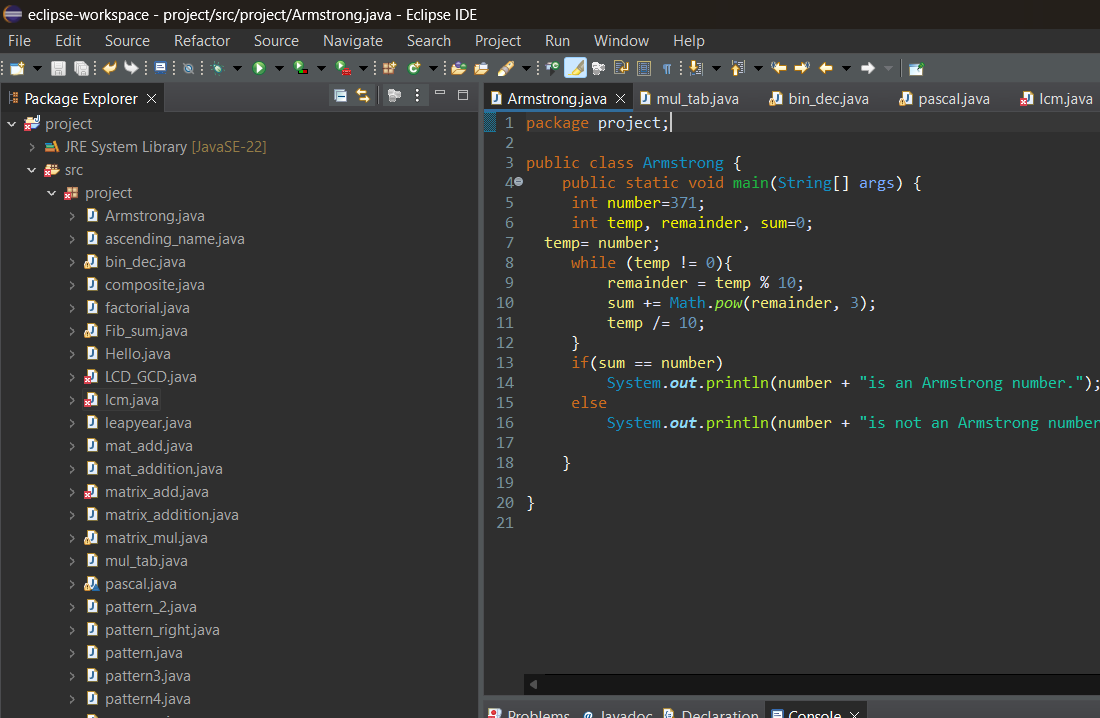 eclipse-workspace - project/src/project/Armstrong.java - Eclipse IDE
File Edit Source Refactor Source Navigate Search Project Run Window Help
Package Explorer
project
JRE System Library [JavaSE-22]
src
project
Armstrong.java
ascending_name.java
bin_dec.java
composite.java
factorial.java
Fib_sum.java
Hello.java
LCD_GCD.java
lcm.java
leapyear.java
mat_add.java
mat_addition.java
matrix_add.java
matrix_addition.java
matrix_mul.java
mul_tab.java
pascal.java
pattern_2.java
pattern_right.java
pattern.java
pattern3.java
pattern4.java
Armstrong.java mul_tab.java bin_dec.java pascal.java lcm.java
1 package project;
2
3 public class Armstrong {
4 public static void main(String[] args) {
5 int number=371;
6 int temp, remainder, sum=0;
7 temp= number;
8 while (temp != 0){
9 remainder = temp % 10;
10 sum += Math.pow(remainder, 3);
11 temp /= 10;
12 }
13 if(sum == number)
14 System.out.println(number + "is an Armstrong number.");
15 else
16 System.out.println(number + "is not an Armstrong number
17
18 }
19
20 }
21
Problems Javadoc Declaration Console